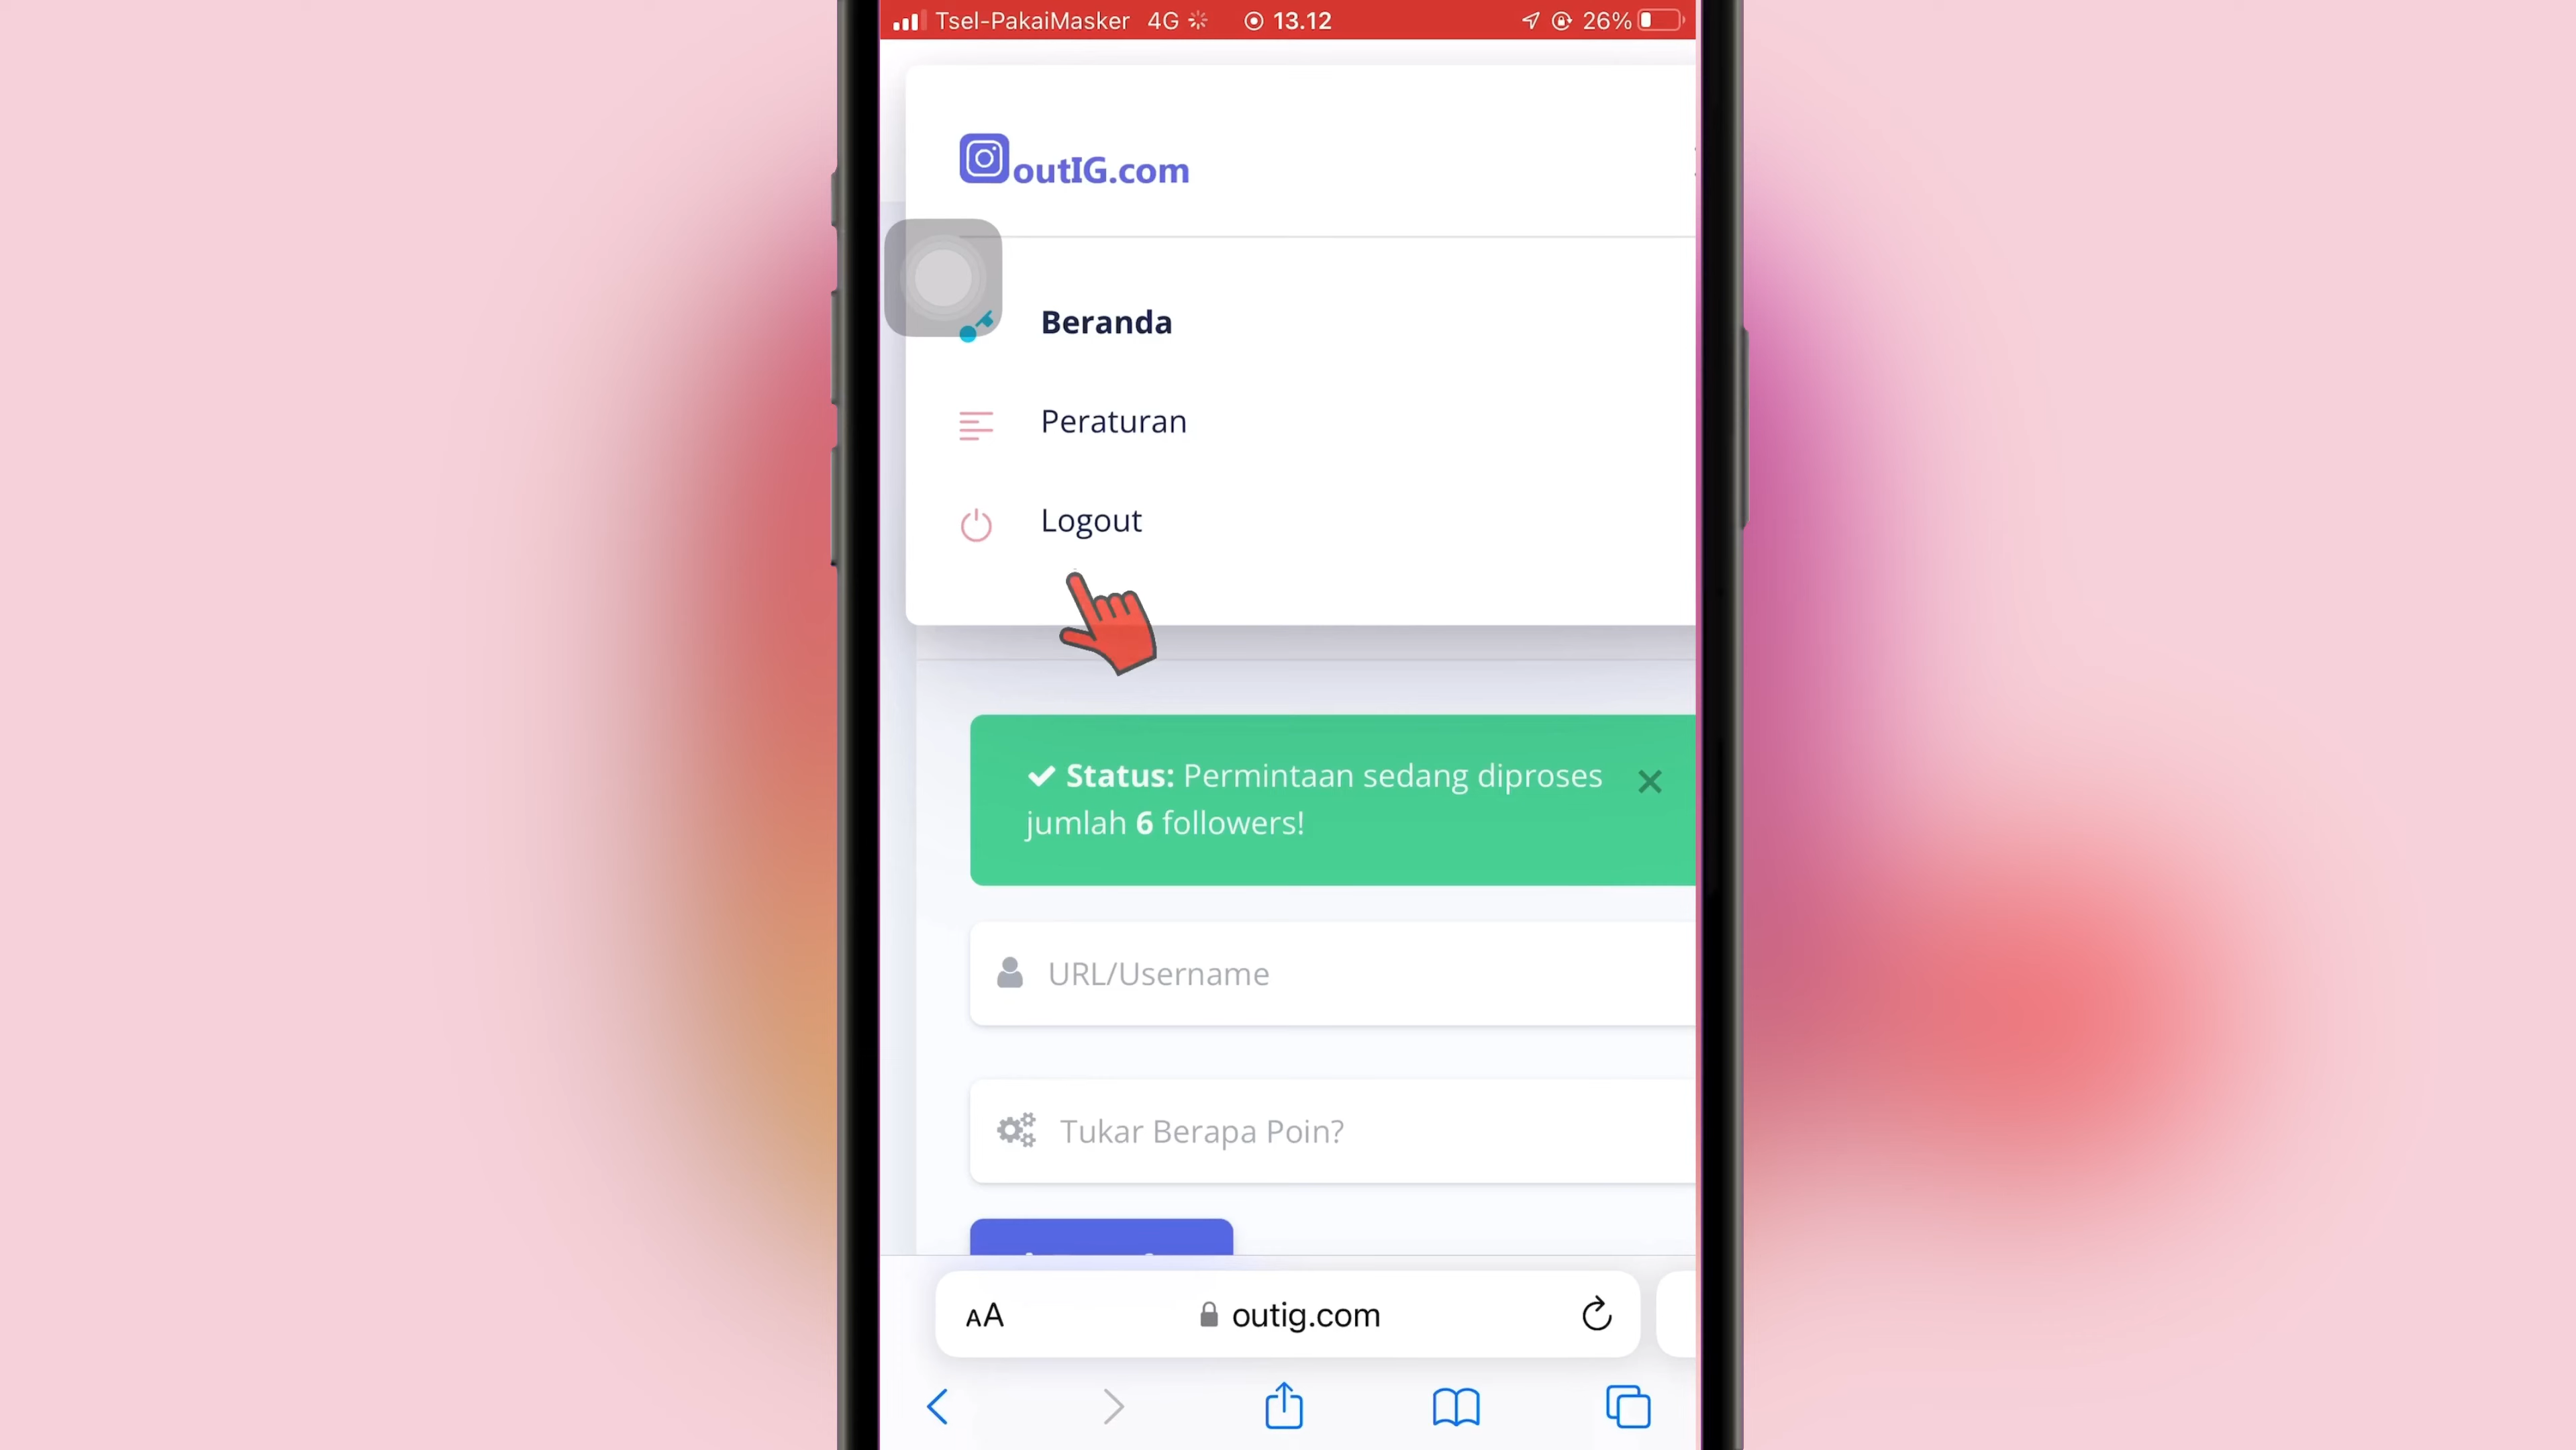 Tsel-PakaiMasker 4G 13.12 26%
outIG.com
Beranda
Peraturan
Logout
Status: Permintaan sedang diproses
jumlah 6 followers!
URL/Username
Tukar Berapa Poin?
AA outig.com